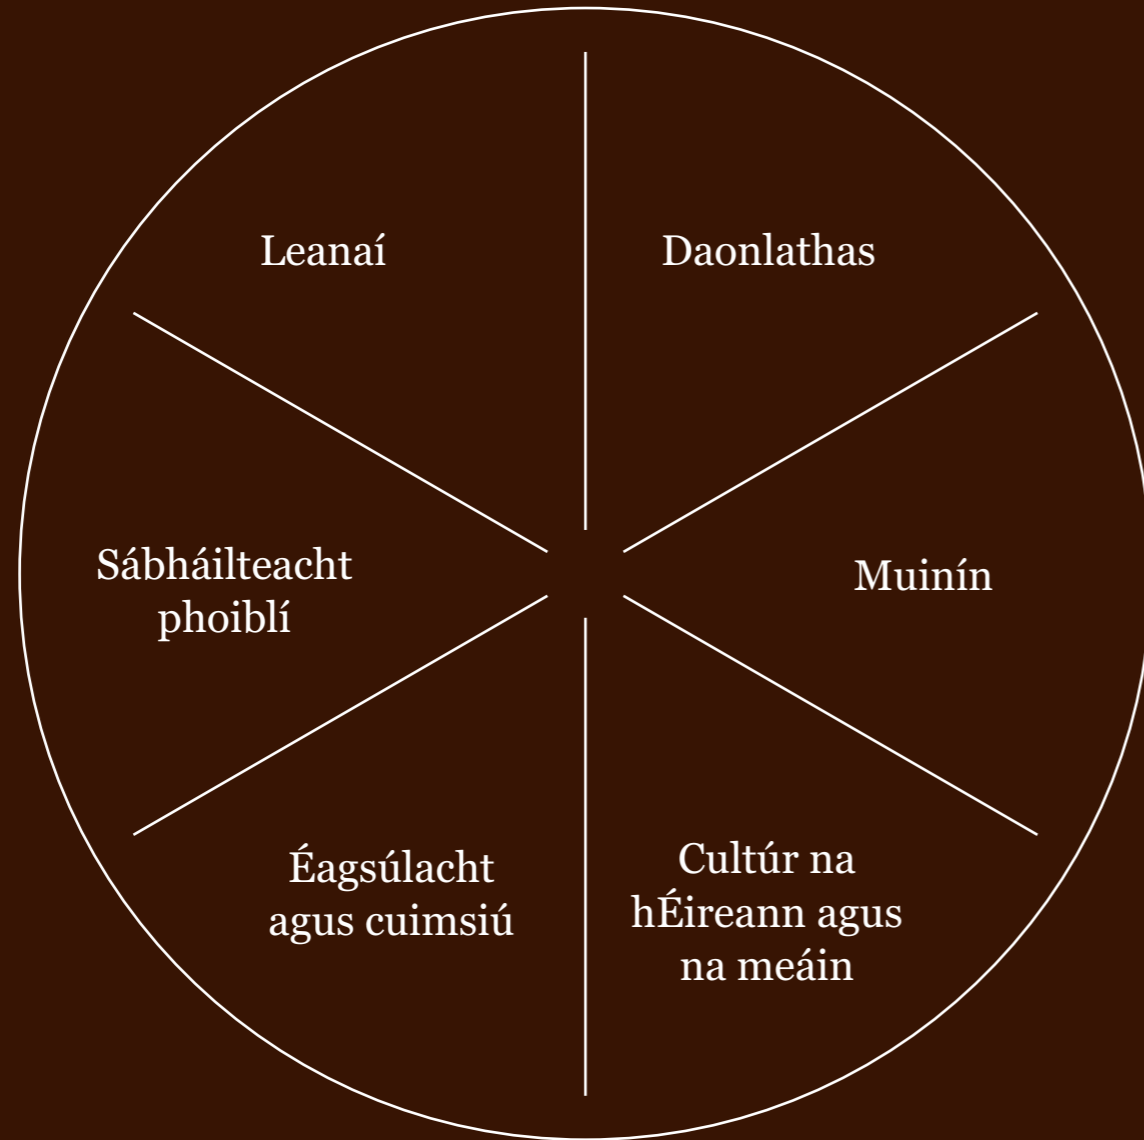 Leanaí
Daonlathas
Sábháilteacht
phoiblí
Muinín
Éagsúlacht
agus cuimsiú
Cultúr na
hÉireann agus
na meáin